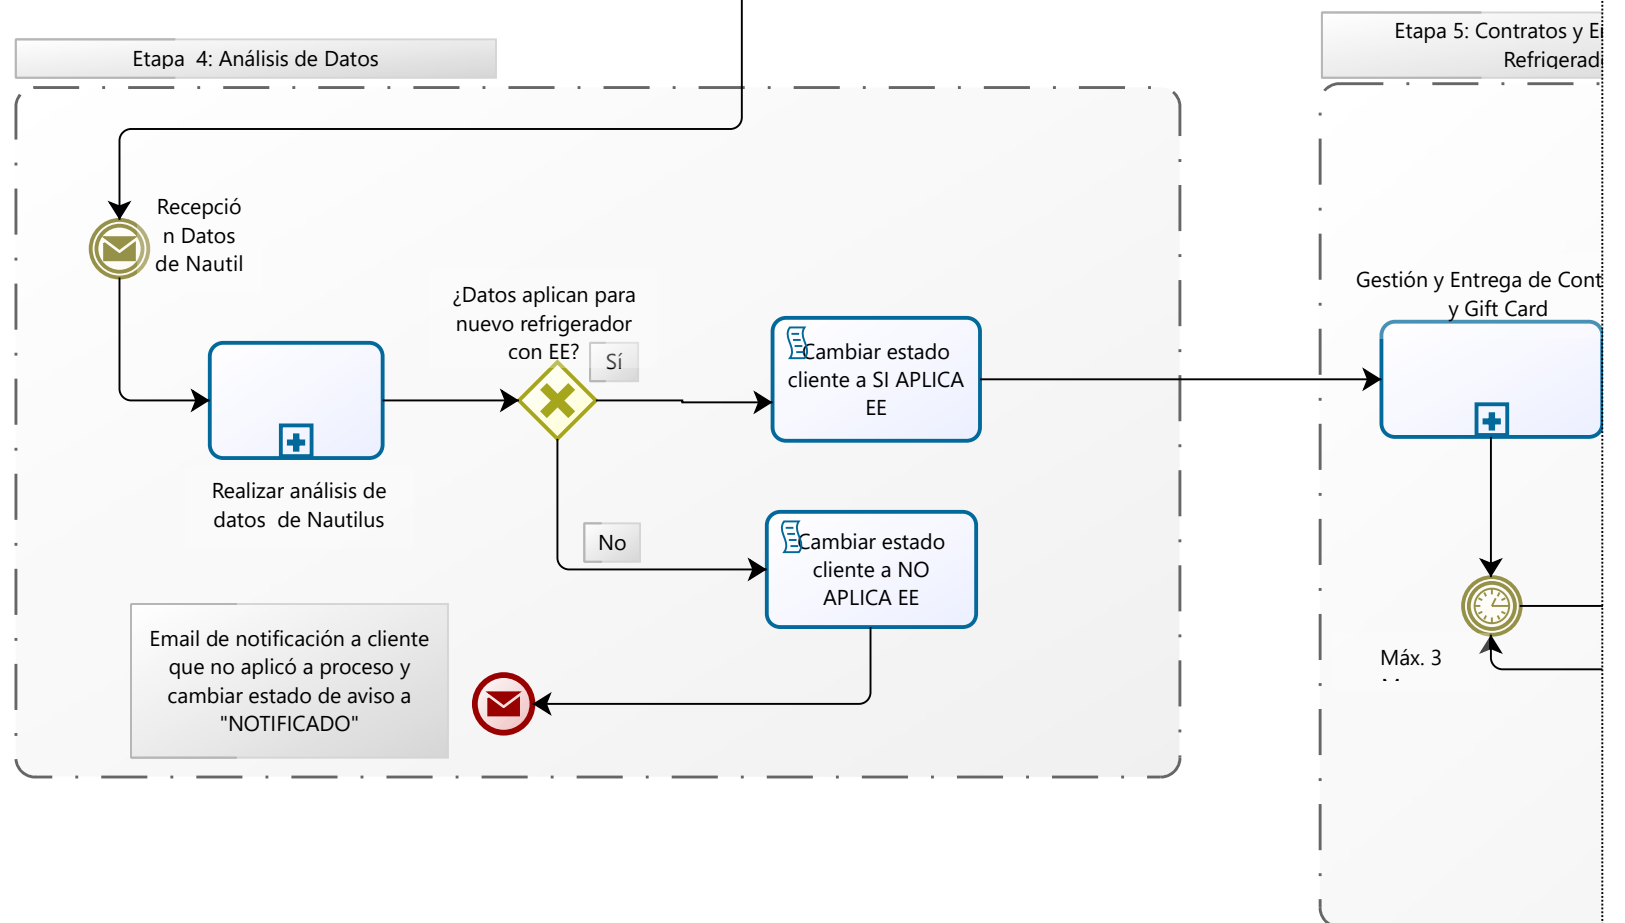 Etapa  4: Análisis de Datos
Etapa 5: Contratos y
Recepció
n Datos
de Nautil
¿Datos aplican para
nuevo refrigerador
con EE?
Sí
Cambiar estado
cliente a SI APLICA
EE
Gestión y Entrega de Cont
y Gift Card
Realizar análisis de
datos  de Nautilus
No
Cambiar estado
cliente a NO
APLICA EE
Email de notificación a cliente
que no aplicó a proceso y
cambiar estado de aviso a
"NOTIFICADO"
Máx. 3